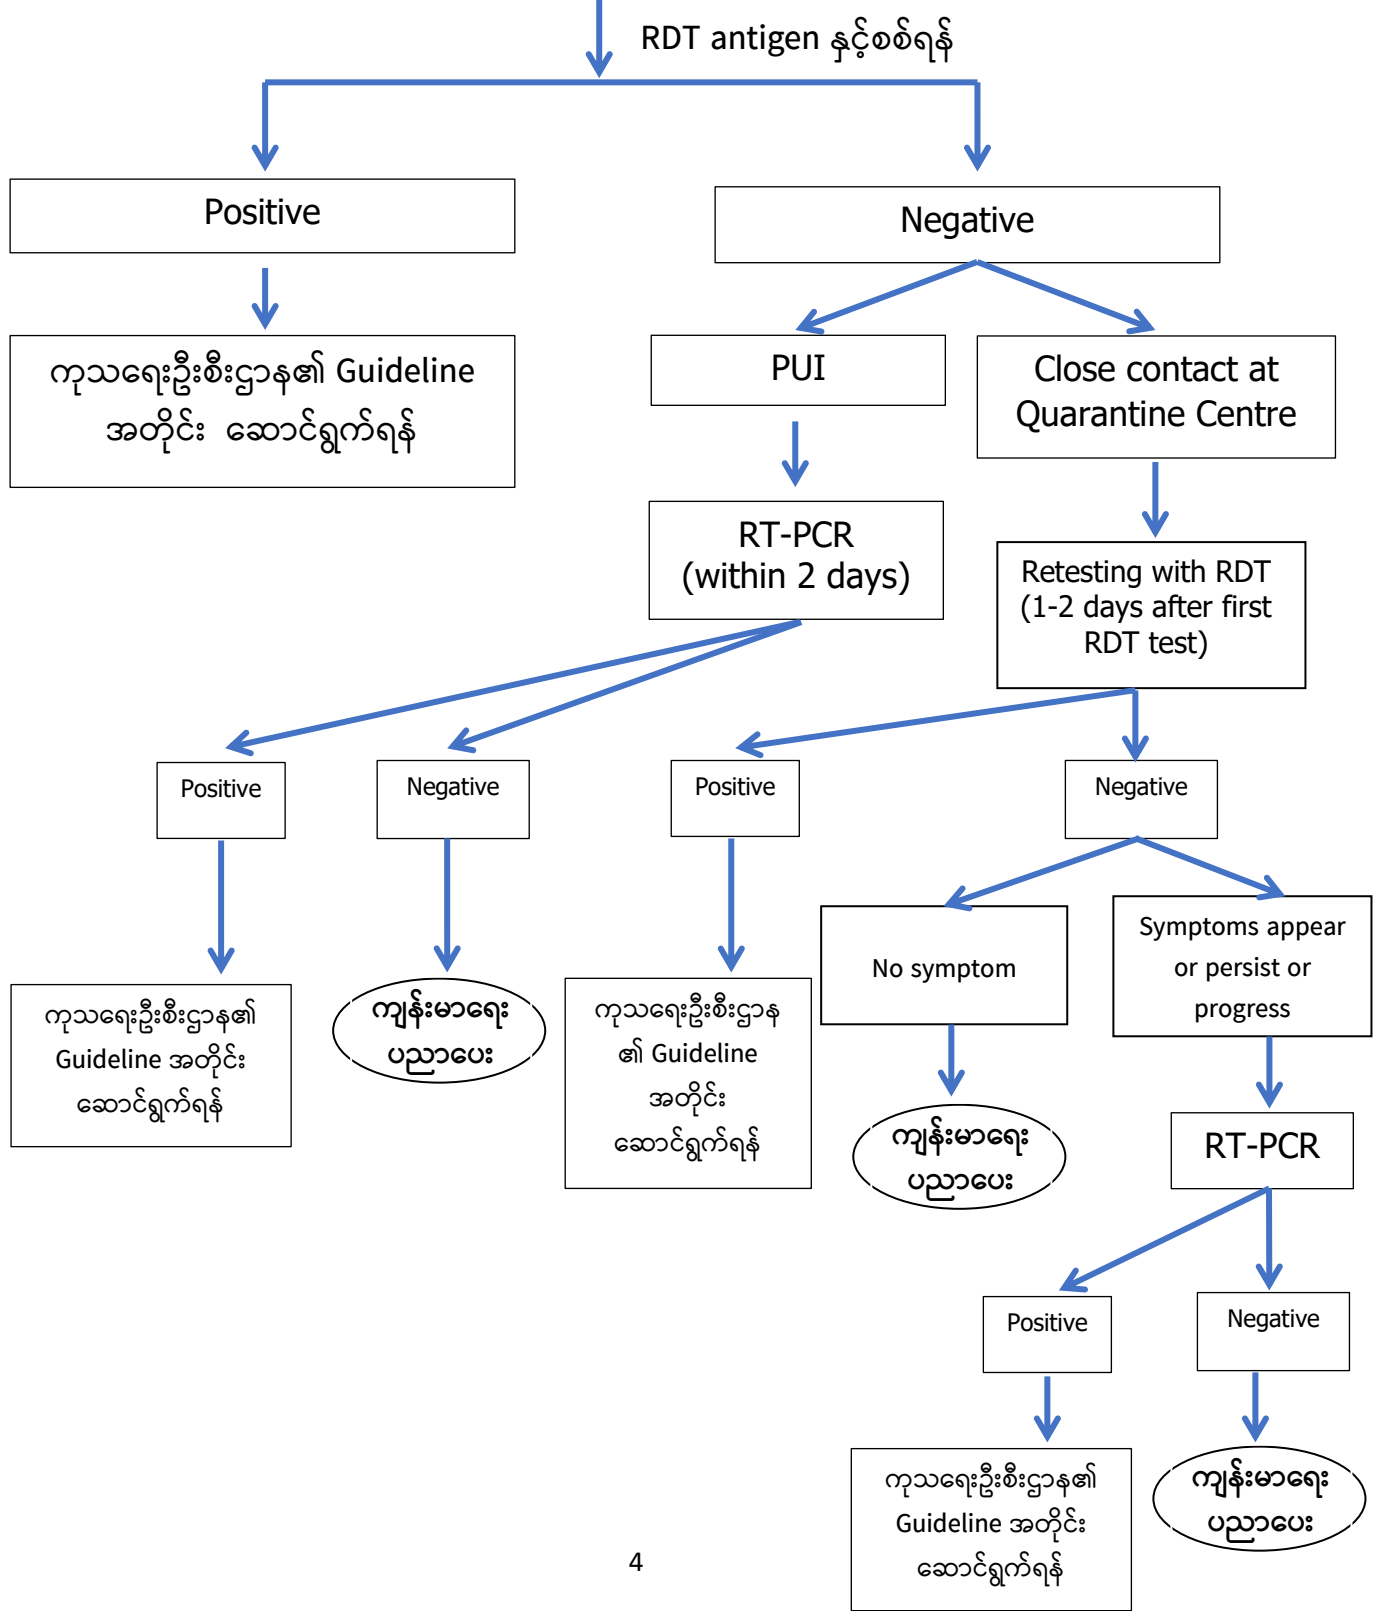 RDT antigen နှင့်စစ်ရန်
Positive
Negative
ကုသရေးဦးစီးဌာန၏ Guideline
အတိုင်း ဆောင်ရွက်ရန်
PUI
Close contact at
Quarantine Centre
RT-PCR
(within 2 days)
Retesting with RDT
(1-2 days after first
RDT test)
Positive
Negative
Positive
Negative
ကုသရေးဦးစီးဌာန၏
Guideline အတိုင်း
ဆောင်ရွက်ရန်
ကျန်းမာရေး
ပညာပေး
ကုသရေးဦးစီးဌာန
၏ Guideline
အတိုင်း
ဆောင်ရွက်ရန်
No symptom
Symptoms appear
or persist or
progress
ကျန်းမာရေး
ပညာပေး
RT-PCR
Positive
Negative
ကုသရေးဦးစီးဌာန၏
Guideline အတိုင်း
ဆောင်ရွက်ရန်
ကျန်းမာရေး
ပညာပေး
4